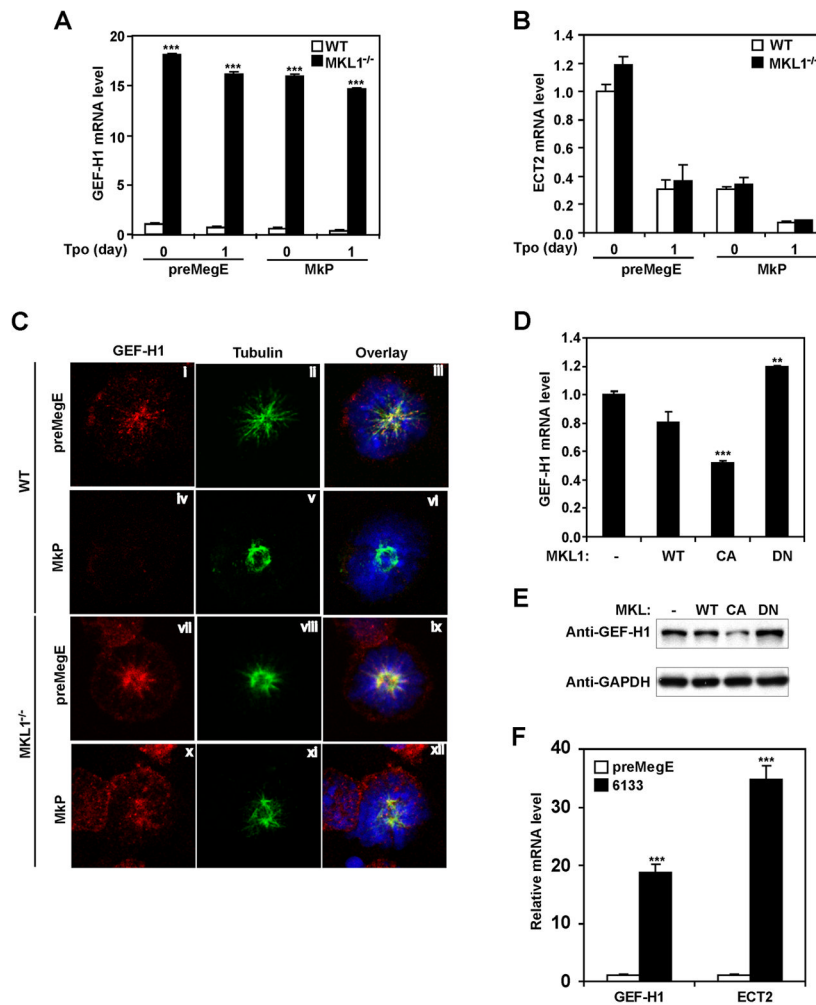 A
GEF-H1 mRNA level
20
15
10
5
0
WT
MKL1-/-
***
***
***
***
Tpo (day)
0
1
0
1
preMegE
MkP
B
ECT2 mRNA level
1.4
1.2
1.0
0.8
0.6
0.4
0.2
0.0
WT
MKL1-/-
Tpo (day)
0
1
0
1
preMegE
MkP
C
GEF-H1
Tubulin
Overlay
WT
preMegE
i
ii
iii
MkP
iv
v
vi
MKL1-/-
preMegE
vii
viii
ix
MkP
x
xi
xii
D
GEF-H1 mRNA level
1.4
1.2
1.0
0.8
0.6
0.4
0.2
0.0
***
**
MKL1:
-
WT
CA
DN
E
MKL:
-
WT
CA
DN
Anti-GEF-H1
Anti-GAPDH
F
Relative mRNA level
40
30
20
10
0
preMegE
6133
***
***
GEF-H1
ECT2